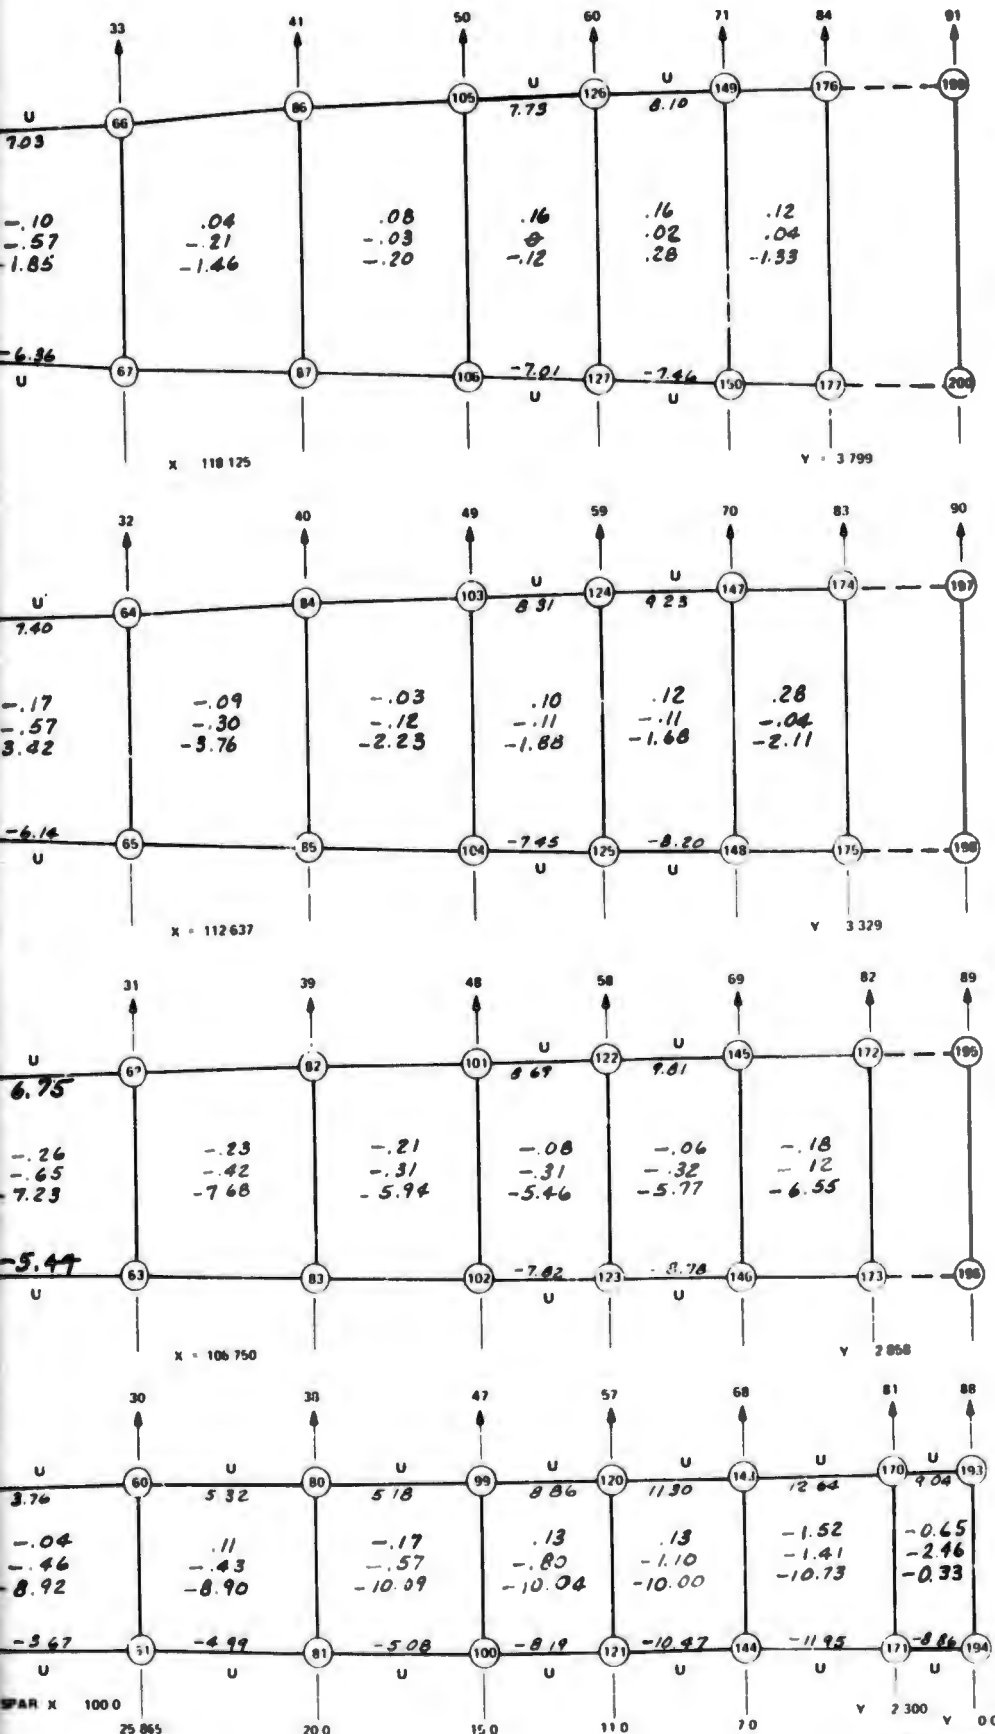 33 41 50 60 71 84 91
U U
66 86 105 126 149 176
7.03 7.73 8.10
U
-.10 .04 .08 .16 .16 .12
-.57 -.21 -.03 0 .02 .04
-1.85 -1.46 -.20 -.12 .28 -1.33
-6.36 -7.01 -7.46
67 87 106 127 150 177 200
U U U
X 118 125 Y = 3 799
32 40 49 59 70 83 90
U U U
64 84 103 124 147 174 197
7.40 8 31 9 23
-.17 -.09 -.03 .10 .12 .28
-.57 -.30 -.12 -.11 -.11 -.04
3.42 -3.76 -2.23 -1.88 -1.68 -2.11
-6.14 -7.45 -8.20
65 85 104 125 148 175
U U U
X = 112 637 Y 3 329
31 39 48 58 69 82 89
U U U
82 101 122 145 172 195
6.75 8 69 9.81
-.26 -.23 -.21 -.08 -.06 -.18
-.65 -.42 -.31 -.31 -.32 -.12
7.23 -7 68 -5.94 -5.46 -5.77 -6.55
-5.44 -7.82 -8.78
63 83 102 123 146 173 196
U U U
X = 106 750 Y 2 858
30 38 47 57 68 81 88
U U U U U U U
60 80 99 120 143 170 193
3.76 5 32 5 18 8 86 11 30 12 64 9 04
-.04 .11 -.17 .13 .13 -1.52 -0.65
-.46 -.43 -.57 -.80 -1.10 -1.41 -2.46
8.92 -8.90 -10.09 -10.04 -10.00 -10.73 -0.33
-3 67 -4.99 -5.08 -8.19 -10.47 -11.95 -8.86
61 81 100 121 144 171 194
U U U U U U U
SPAR X 100 0 Y 2 300 Y 0 0
25 865 20 0 15 0 11 0 7 0